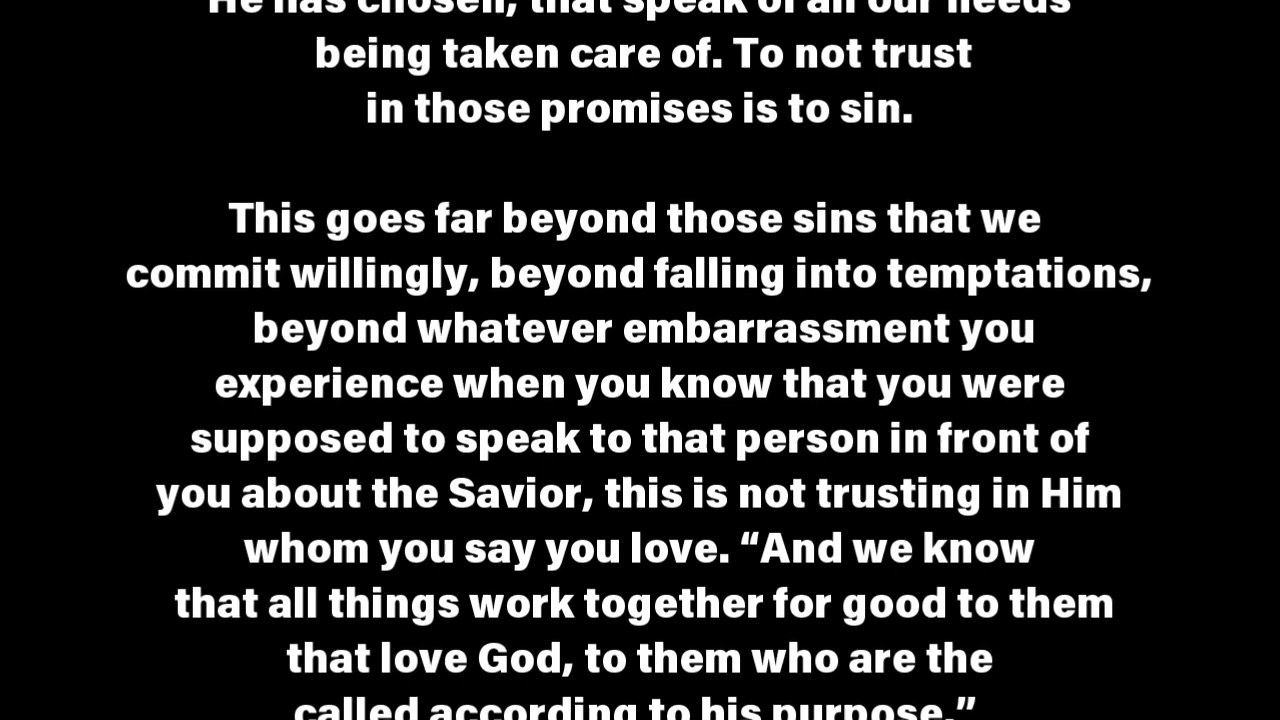 He has chosen, that speak of all our needs
being taken care of. To not trust
in those promises is to sin.
This goes far beyond those sins that we
commit willingly, beyond falling into temptations,
beyond whatever embarrassment you
experience when you know that you were
supposed to speak to that person in front of
you about the Savior, this is not trusting in Him
whom you say you love. “And we know
that all things work together for good to them
that love God, to them who are the
called according to his purpose.”